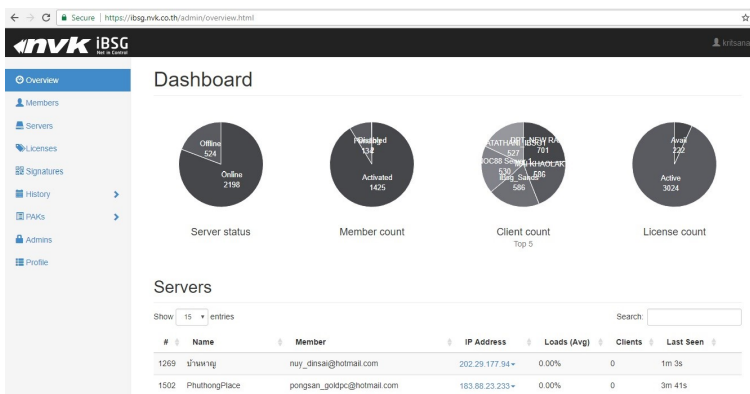 Secure | https://ibsg.nvk.co.th/admin/overview.html
nvk iBSG
Net in Control
kritsana
Overview
Members
Servers
Licenses
Signatures
History
PAKs
Admins
Profile
Dashboard
Offline
524
Online
2198
Disabled
134
Activated
1425
701
527
530
586
586
Avail
232
Active
3024
Server status
Member count
Client count
Top 5
License count
Servers
Show 15 entries
Search:
# Name Member IP Address Loads (Avg) Clients Last Seen
1269 บ้านหาญ nuy_dinsai@hotmail.com 202.29.177.94 0.00% 0 1m 3s
1502 PhuthongPlace pongsan_goldpc@hotmail.com 183.88.23.233 0.00% 0 3m 41s